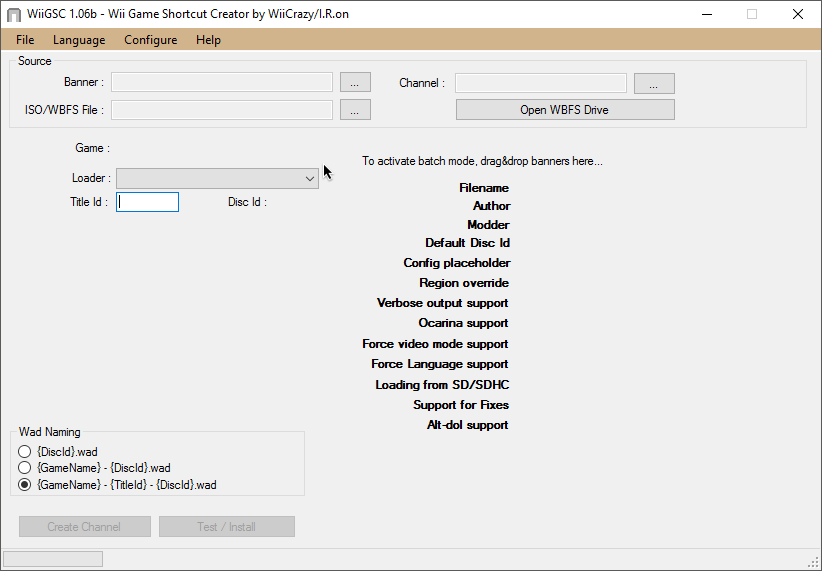 WiiGSC 1.06b - Wii Game Shortcut Creator by WiiCrazy/I.R.on
File Language Configure Help
Source
Banner : ... Channel : ...
ISO/WBFS File : ... Open WBFS Drive
Game :
To activate batch mode, drag&drop banners here...
Loader :
Title Id : Disc Id :
Filename
Author
Modder
Default Disc Id
Config placeholder
Region override
Verbose output support
Ocarina support
Force video mode support
Force Language support
Loading from SD/SDHC
Support for Fixes
Alt-dol support
Wad Naming
{DiscId}.wad
{GameName} - {DiscId}.wad
{GameName} - {TitleId} - {DiscId}.wad
Create Channel Test / Install